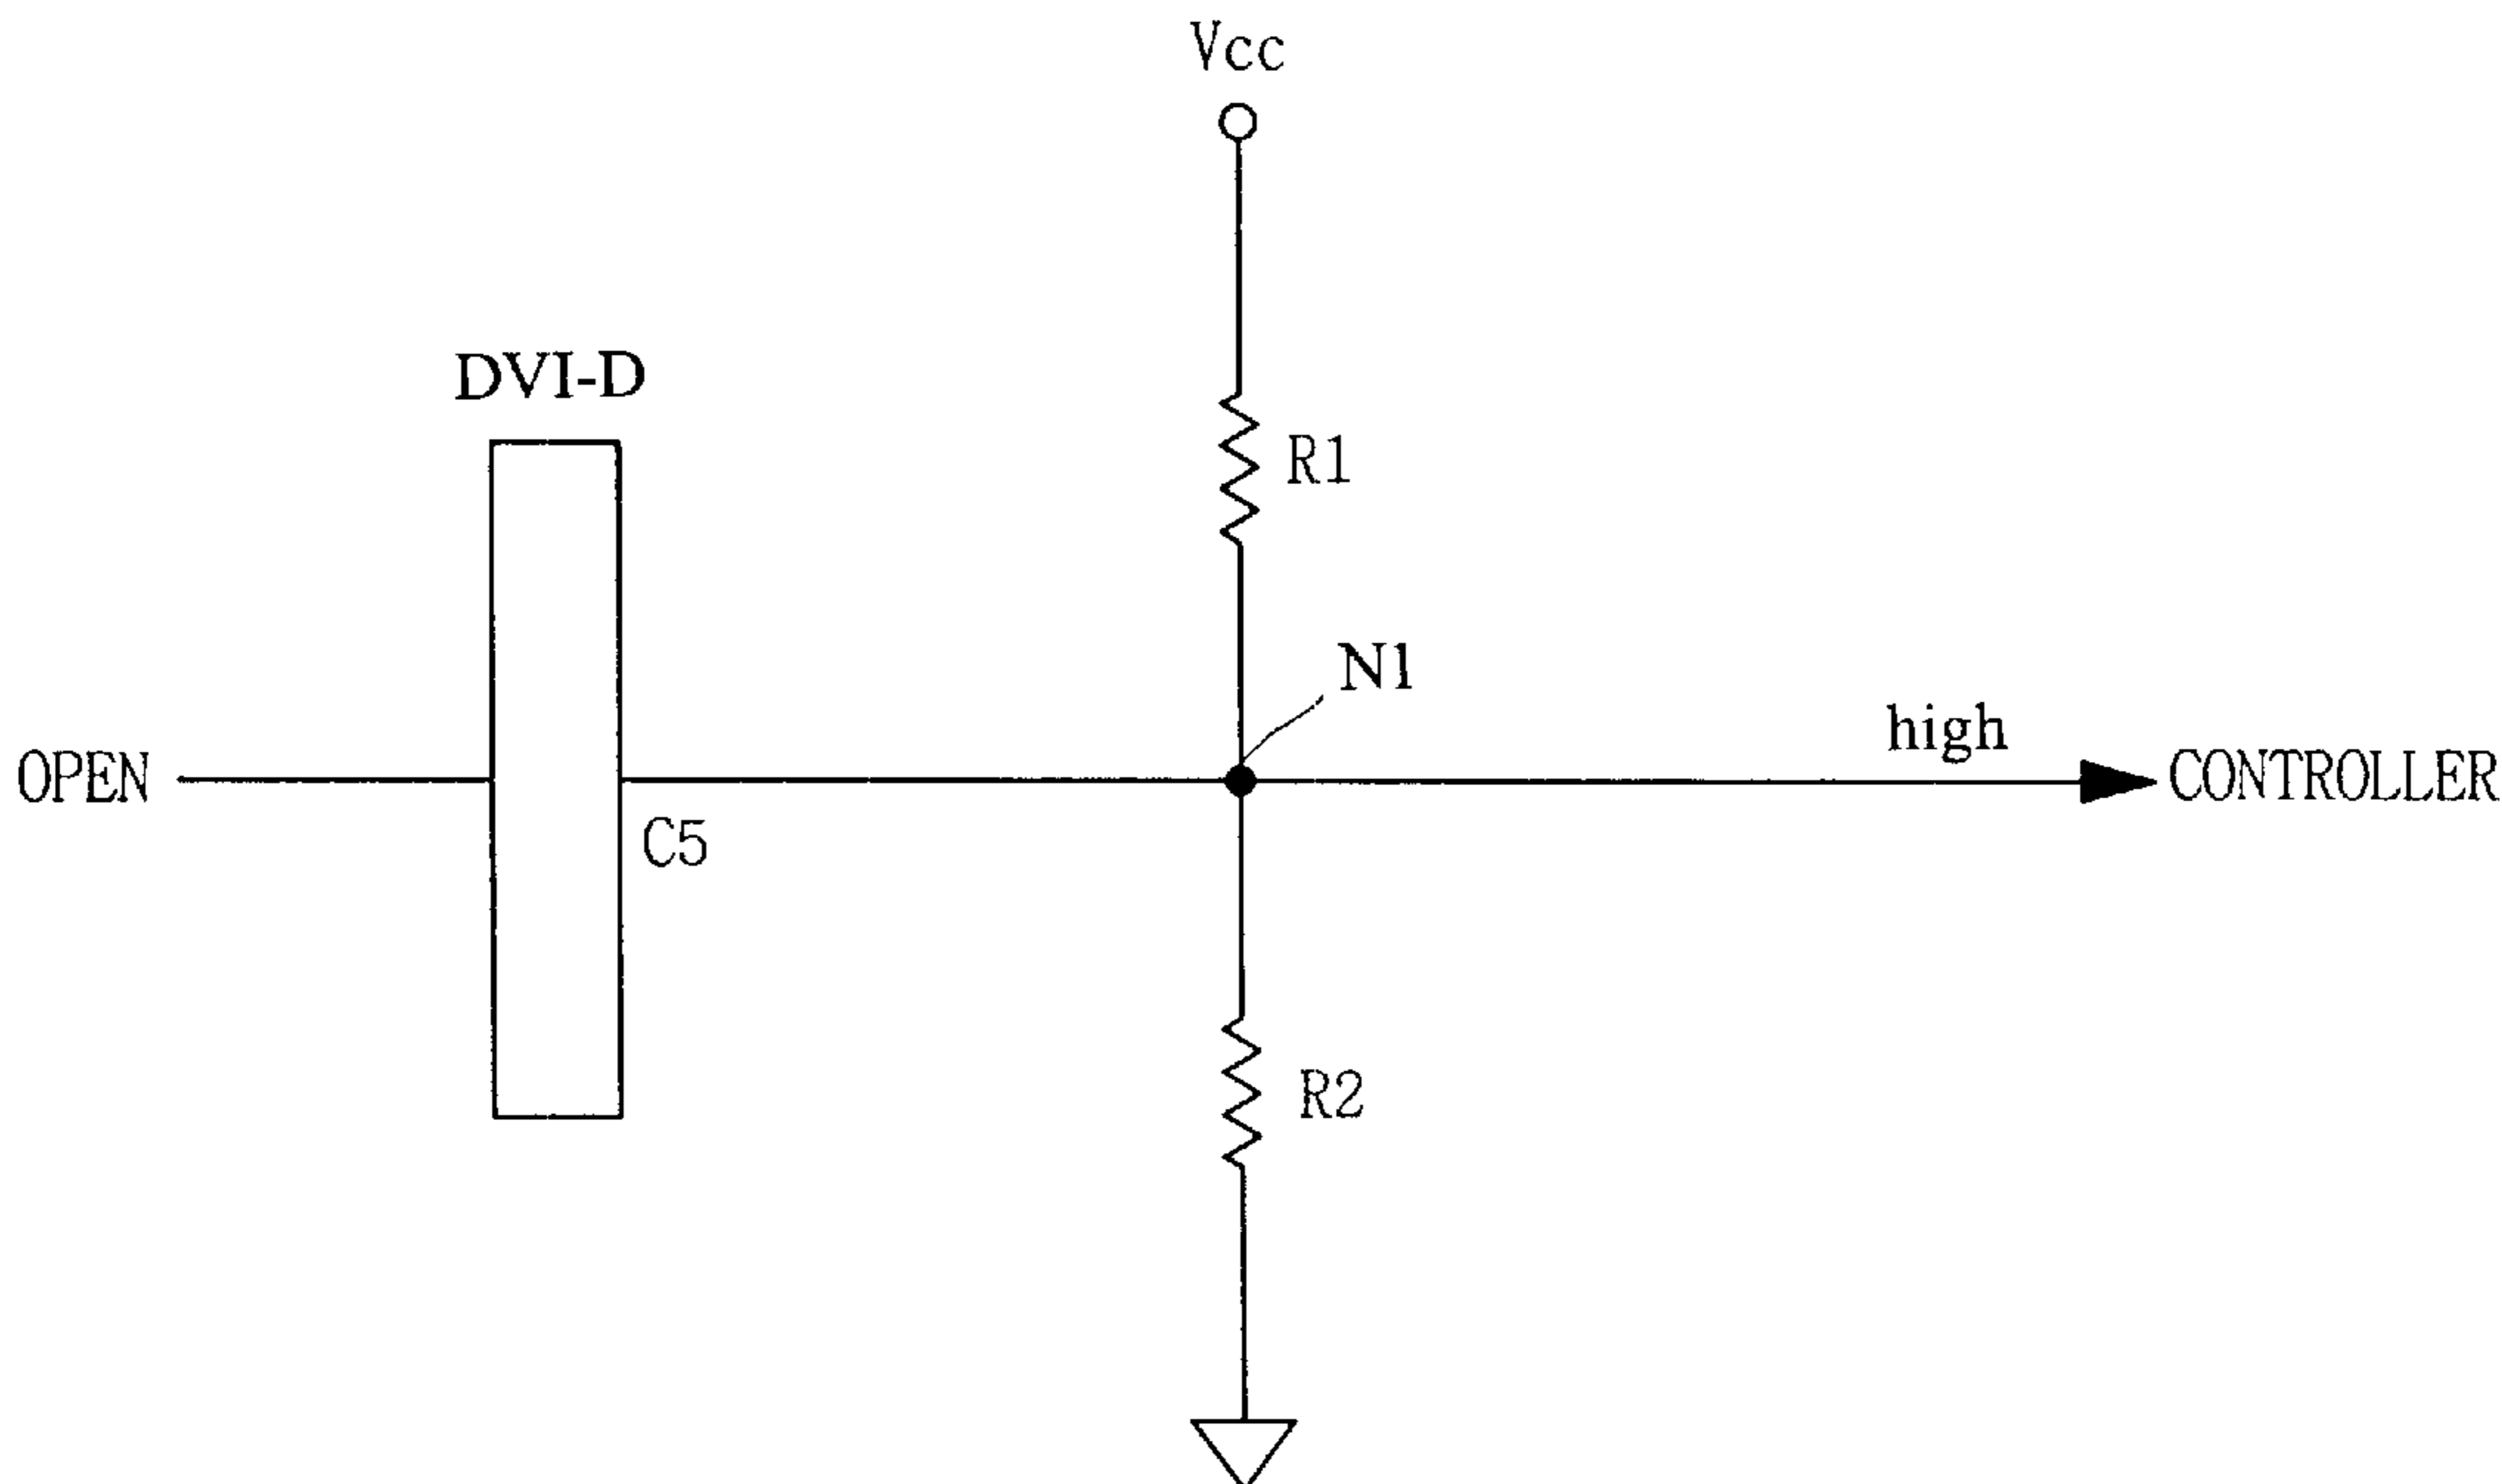 Vcc
DVI-D
R1
N1
high
OPEN
CONTROLLER
C5
R2